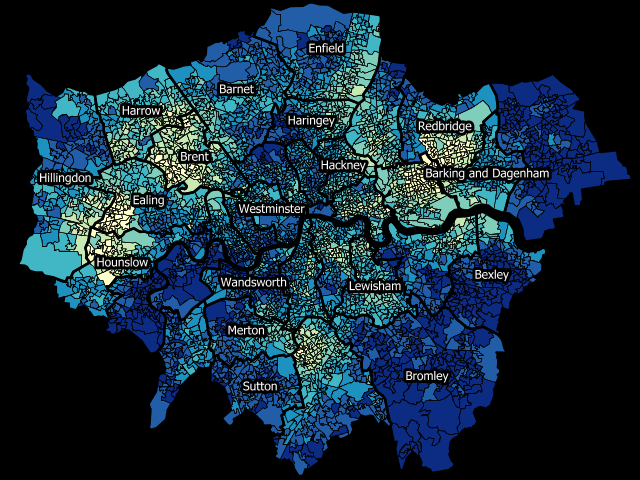 Enfield
Barnet
Harrow
Haringey
Redbridge
Brent
Hackney
Barking and Dagenham
Hillingdon
Ealing
Westminster
Hounslow
Bexley
Wandsworth
Lewisham
Merton
Bromley
Sutton